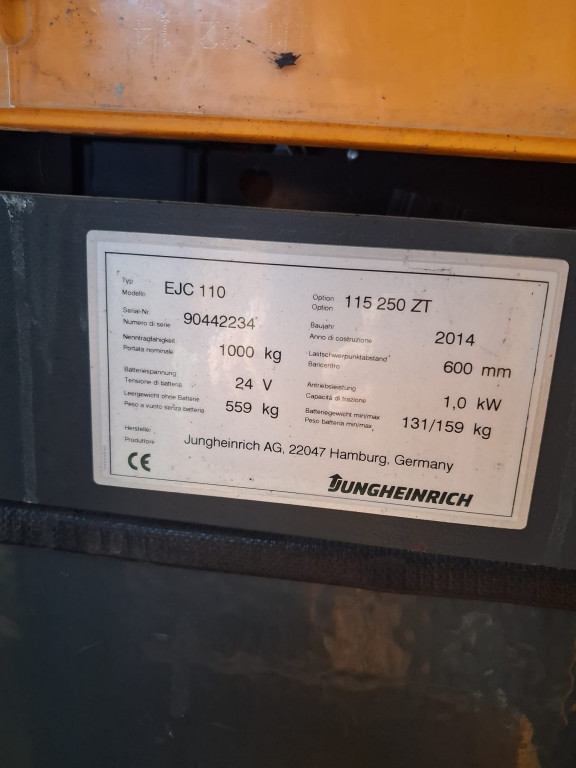 Typ
Modello
EJC 110
Option
Option
115 250 ZT
Serial-Nr.
Numero di serie
90442234
Baujahr
Anno di costruzione
2014
Nenntragfähigkeit
Portata nominale
1000 kg
Lastschwerpunktabstand
Baricentro
600 mm
Batteriespannung
Tensione di batteria
24 V
Antriebsleistung
Capacità di trazione
1,0 kW
Leergewicht ohne Batterie
Peso a vuoto senza batteria
559 kg
Batteriegewicht min/max
Peso batteria min/max
131/159 kg
Hersteller
Produttore
Jungheinrich AG, 22047 Hamburg, Germany
CE
JUNGHEINRICH